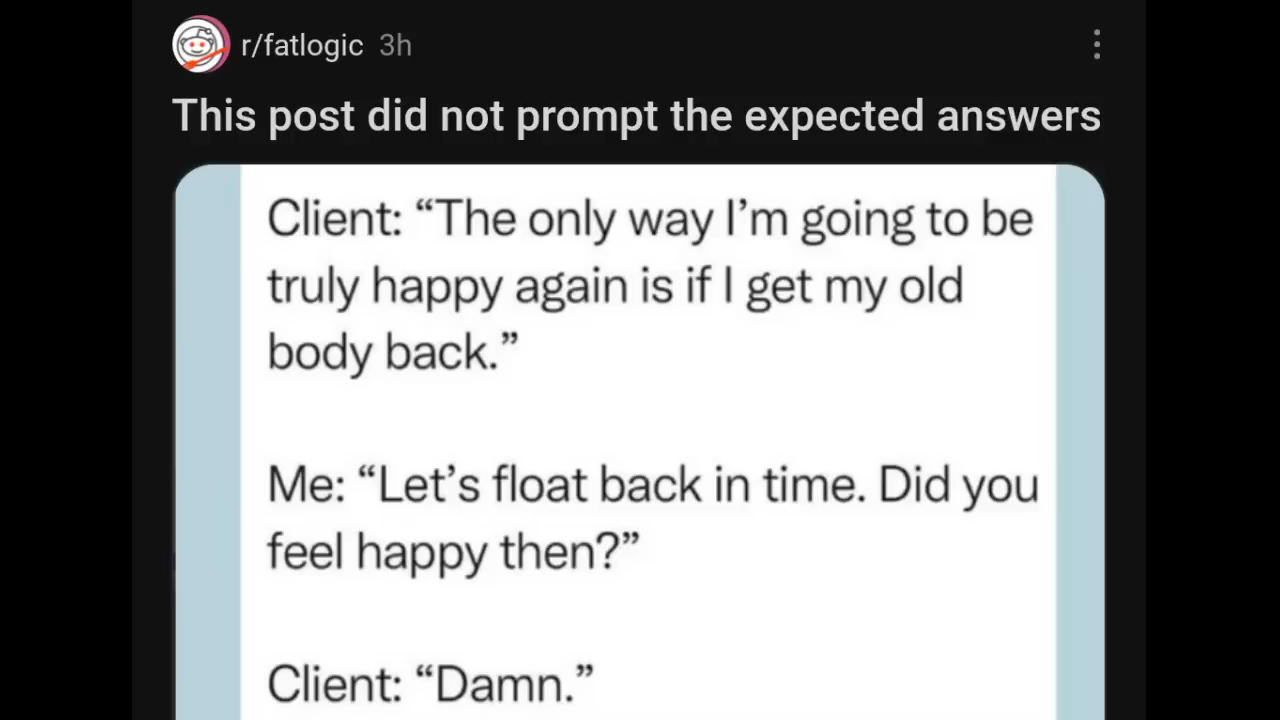 r/fatlogic 3h
This post did not prompt the expected answers
Client: “The only way I’m going to be
truly happy again is if I get my old
body back.”
Me: “Let’s float back in time. Did you
feel happy then?”
Client: “Damn.”